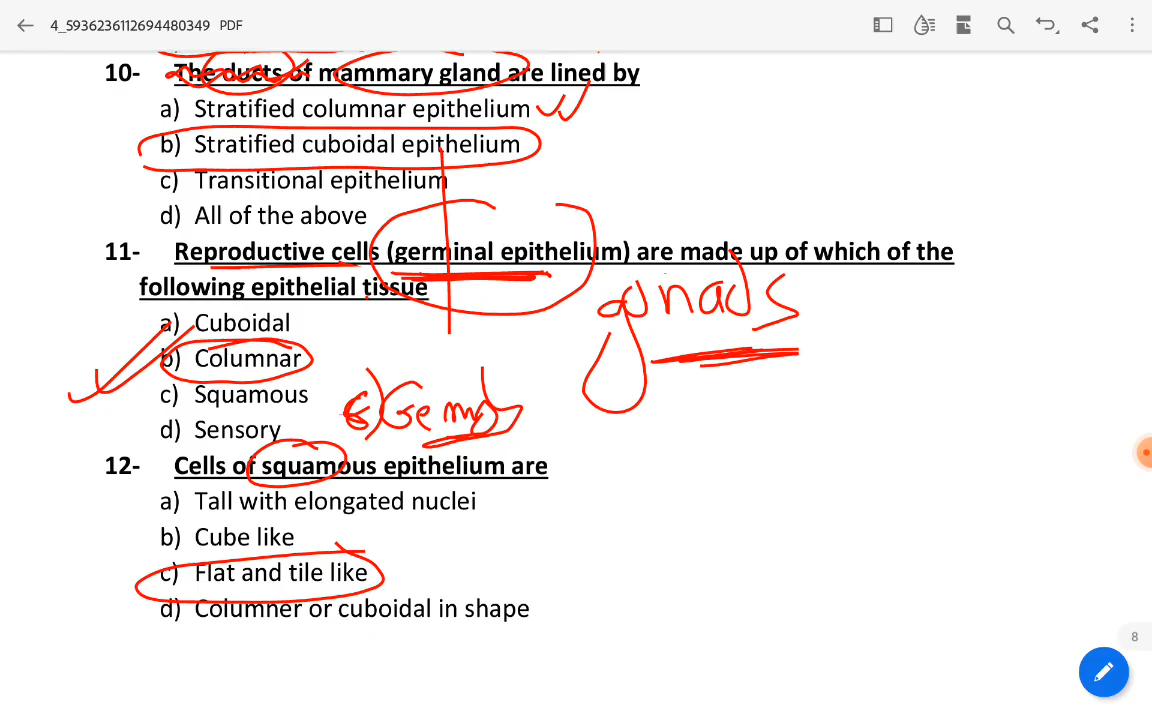 4_5936236112694480349 PDF
10- The ducts of mammary gland are lined by
a) Stratified columnar epithelium
b) Stratified cuboidal epithelium
c) Transitional epithelium
d) All of the above
11- Reproductive cells (germinal epithelium) are made up of which of the
following epithelial tissue
gonads
a) Cuboidal
b) Columnar
c) Squamous
d) Sensory
12- Cells of squamous epithelium are
a) Tall with elongated nuclei
b) Cube like
c) Flat and tile like
d) Columner or cuboidal in shape
8